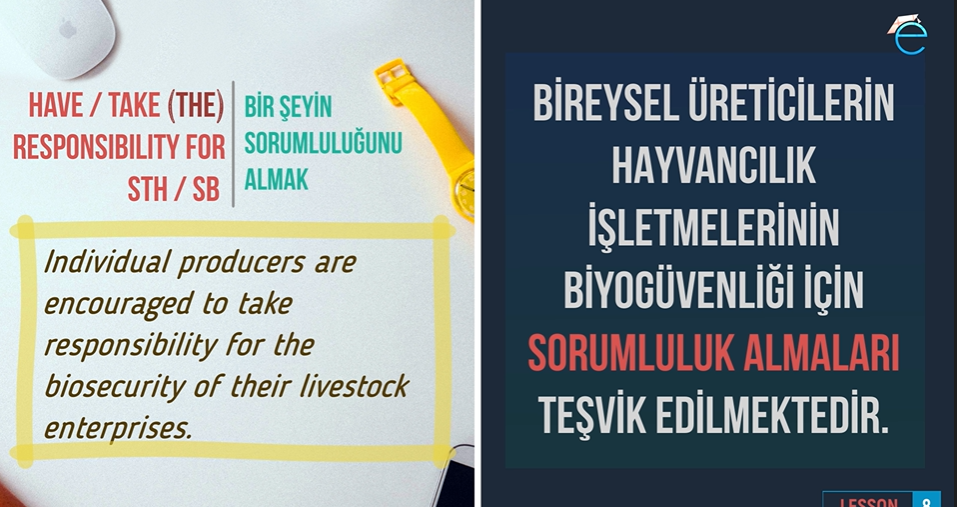 HAVE / TAKE (THE)
RESPONSIBILITY FOR
STH / SB
BIR ŞEYİN
SORUMLULUĞUNU
ALMAK
Individual producers are
encouraged to take
responsibility for the
biosecurity of their livestock
enterprises.
e
BİREYSEL ÜRETİCİLERİN
HAYVANCILIK
İŞLETMELERİNİN
BİYOGÜVENLİĞİ İÇİN
SORUMLULUK ALMALARI
TEŞVİK EDİLMEKTEDİR.
LESSON 8